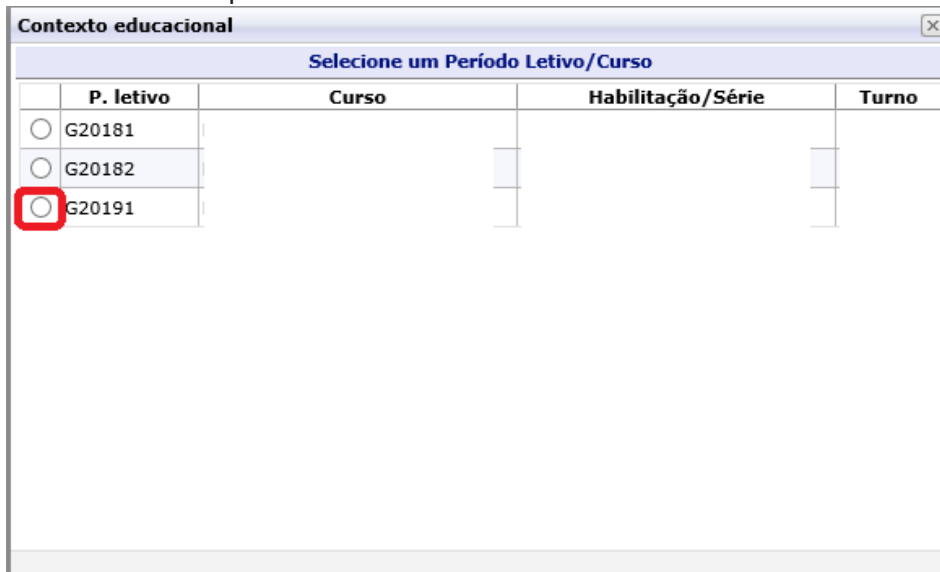 Contexto educacional
Selecione um Período Letivo/Curso
P. letivo Curso Habilitação/Série Turno
G20181
G20182
G20191